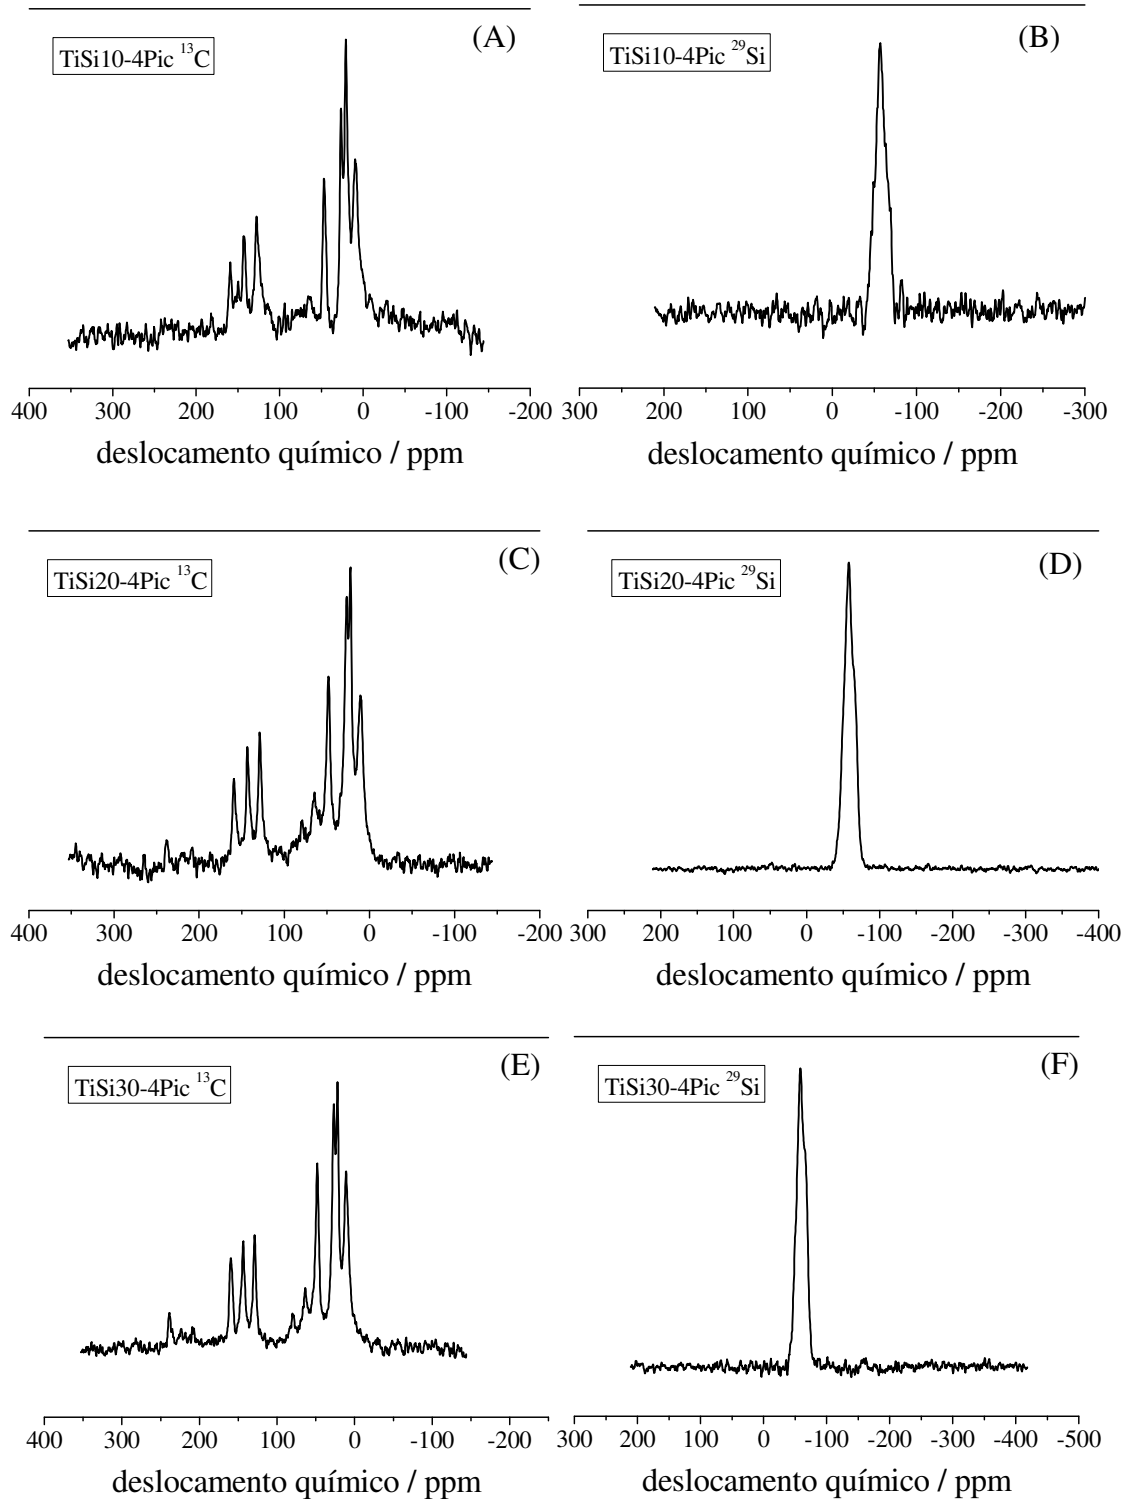 (A)
TiSi10-4Pic ¹³C
400 300 200 100 0 -100 -200
deslocamento químico / ppm
(B)
TiSi10-4Pic ²⁹Si
300 200 100 0 -100 -200 -300
deslocamento químico / ppm
(C)
TiSi20-4Pic ¹³C
400 300 200 100 0 -100 -200
deslocamento químico / ppm
(D)
TiSi20-4Pic ²⁹Si
300 200 100 0 -100 -200 -300 -400
deslocamento químico / ppm
(E)
TiSi30-4Pic ¹³C
400 300 200 100 0 -100 -200
deslocamento químico / ppm
(F)
TiSi30-4Pic ²⁹Si
300 200 100 0 -100 -200 -300 -400 -500
deslocamento químico / ppm